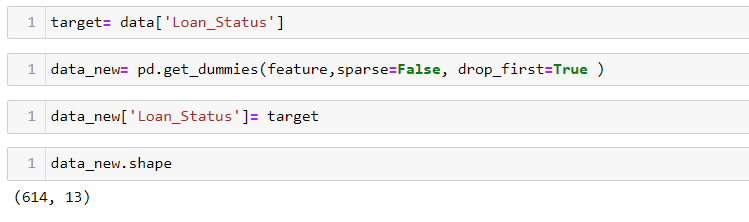 1 target= data['Loan_Status']
1 data_new= pd.get_dummies(feature,sparse=False, drop_first=True )
1 data_new['Loan_Status']= target
1 data_new.shape
(614, 13)